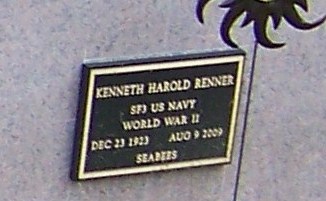 KENNETH HAROLD RENNER
SF3 US NAVY
WORLD WAR II
DEC 23 1923 AUG 9 2009
SEABEES